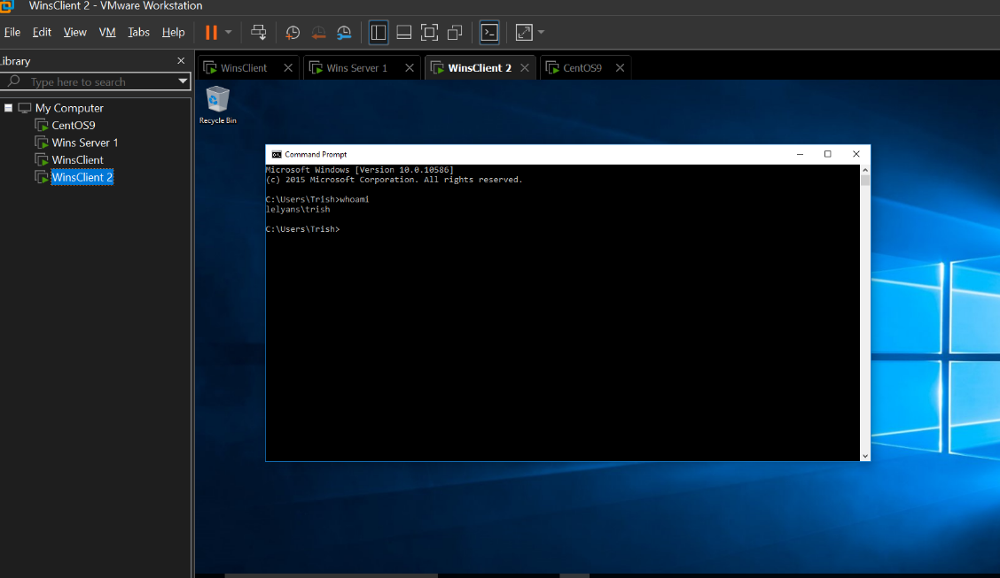 WinsClient 2 - VMware Workstation
File Edit View VM Tabs Help
Library
Type here to search
My Computer
CentOS9
Wins Server 1
WinsClient
WinsClient 2
WinsClient
Wins Server 1
WinsClient 2
CentOS9
Recycle Bin
Command Prompt
Microsoft Windows [Version 10.0.10586]
(c) 2015 Microsoft Corporation. All rights reserved.
C:\Users\Trish>whoami
lelyans\trish
C:\Users\Trish>